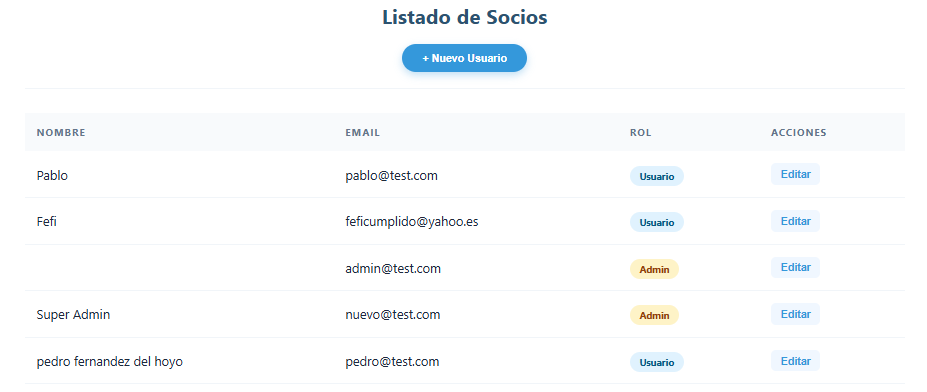 Listado de Socios
+ Nuevo Usuario
NOMBRE EMAIL ROL ACCIONES
Pablo pablo@test.com Usuario Editar
Fefi feficumplido@yahoo.es Usuario Editar
admin@test.com Admin Editar
Super Admin nuevo@test.com Admin Editar
pedro fernandez del hoyo pedro@test.com Usuario Editar